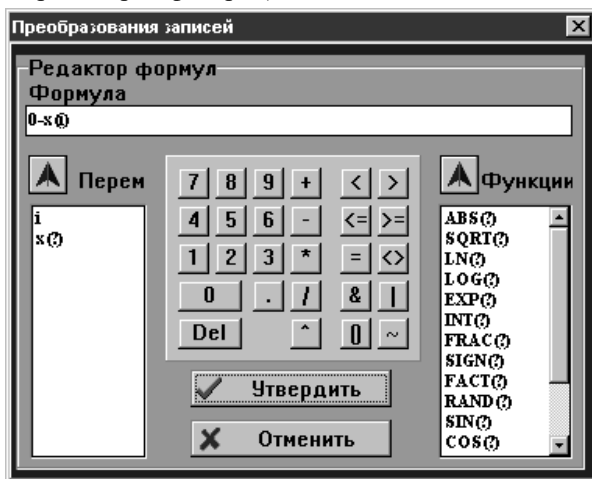 Преобразования записей
Редактор формул
Формула
0-x(i)
Перем
7 8 9 + < >
4 5 6 - <= >=
1 2 3 * = <>
0 . / & |
Del ^ () ~
Функции
i
x(?)
ABS(?)
SQRT(?)
LN(?)
LOG(?)
EXP(?)
INT(?)
FRAC(?)
SIGN(?)
FACT(?)
RAND(?)
SIN(?)
COS(?)
Утвердить
Отменить